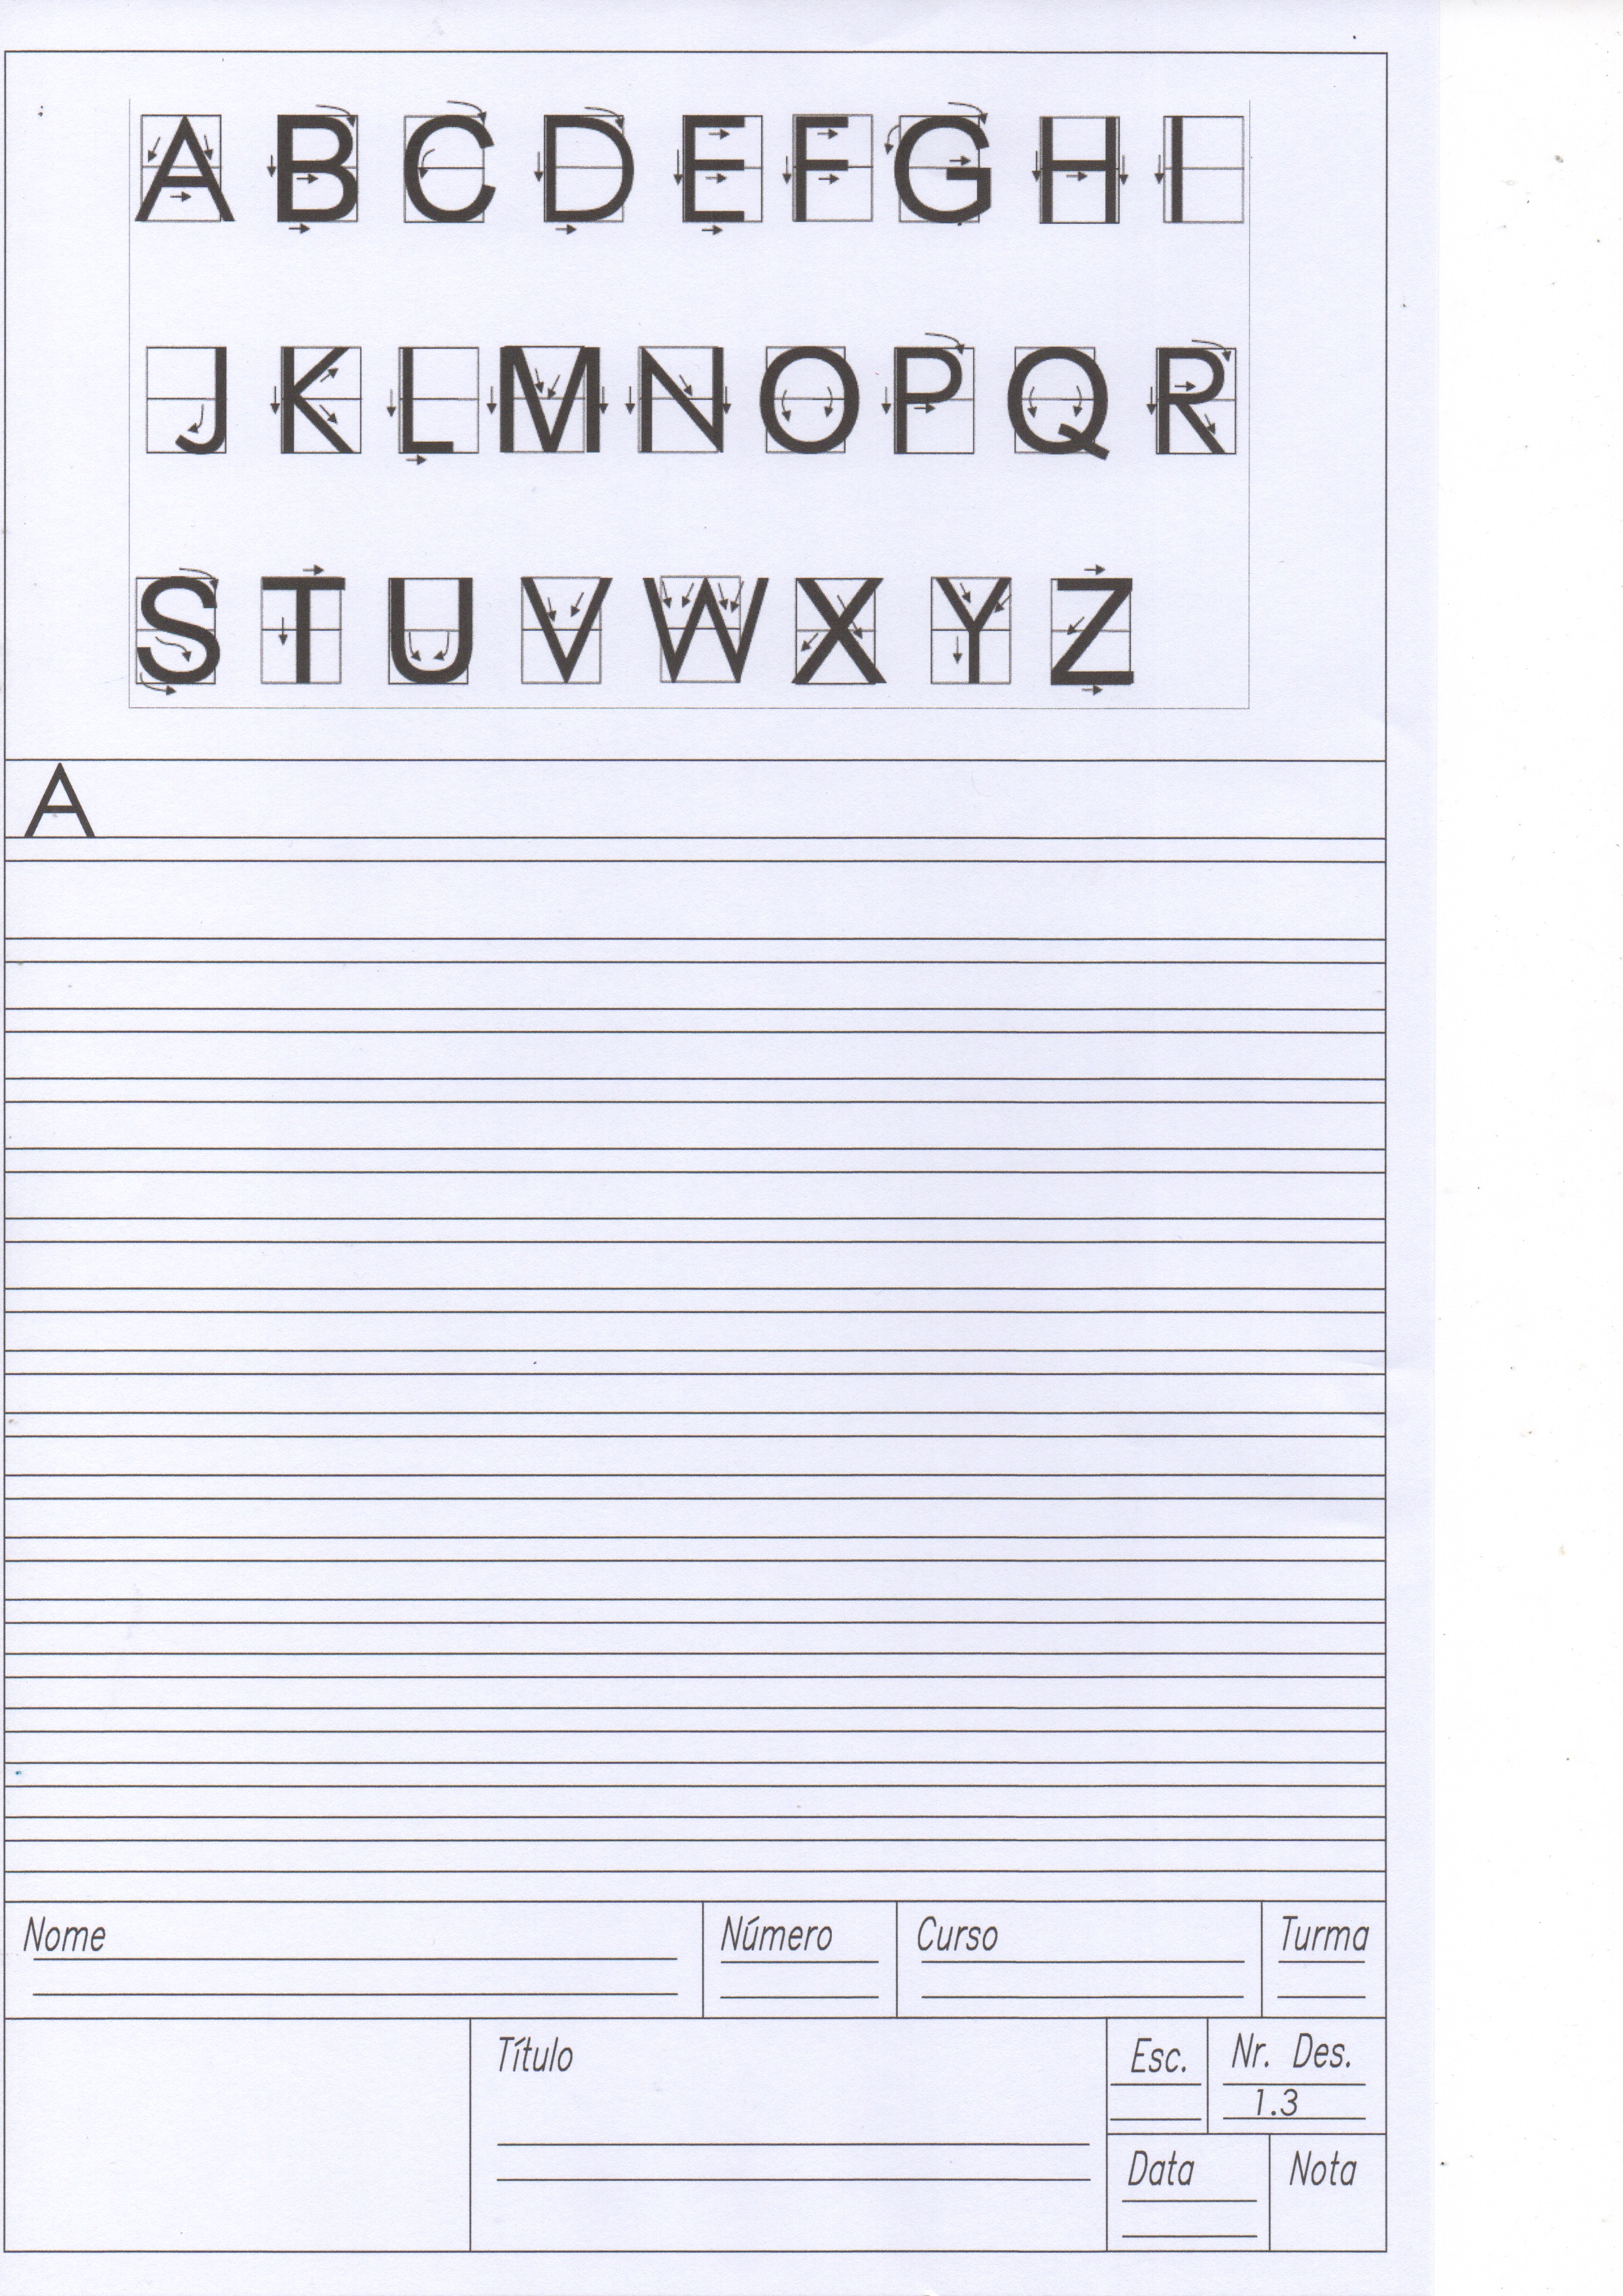 A B C D E F G H I
J K L M N O P Q R
S T U V W X Y Z
A
Nome Número Curso Turma
Título Esc. Nr. Des.
1.3
Data Nota